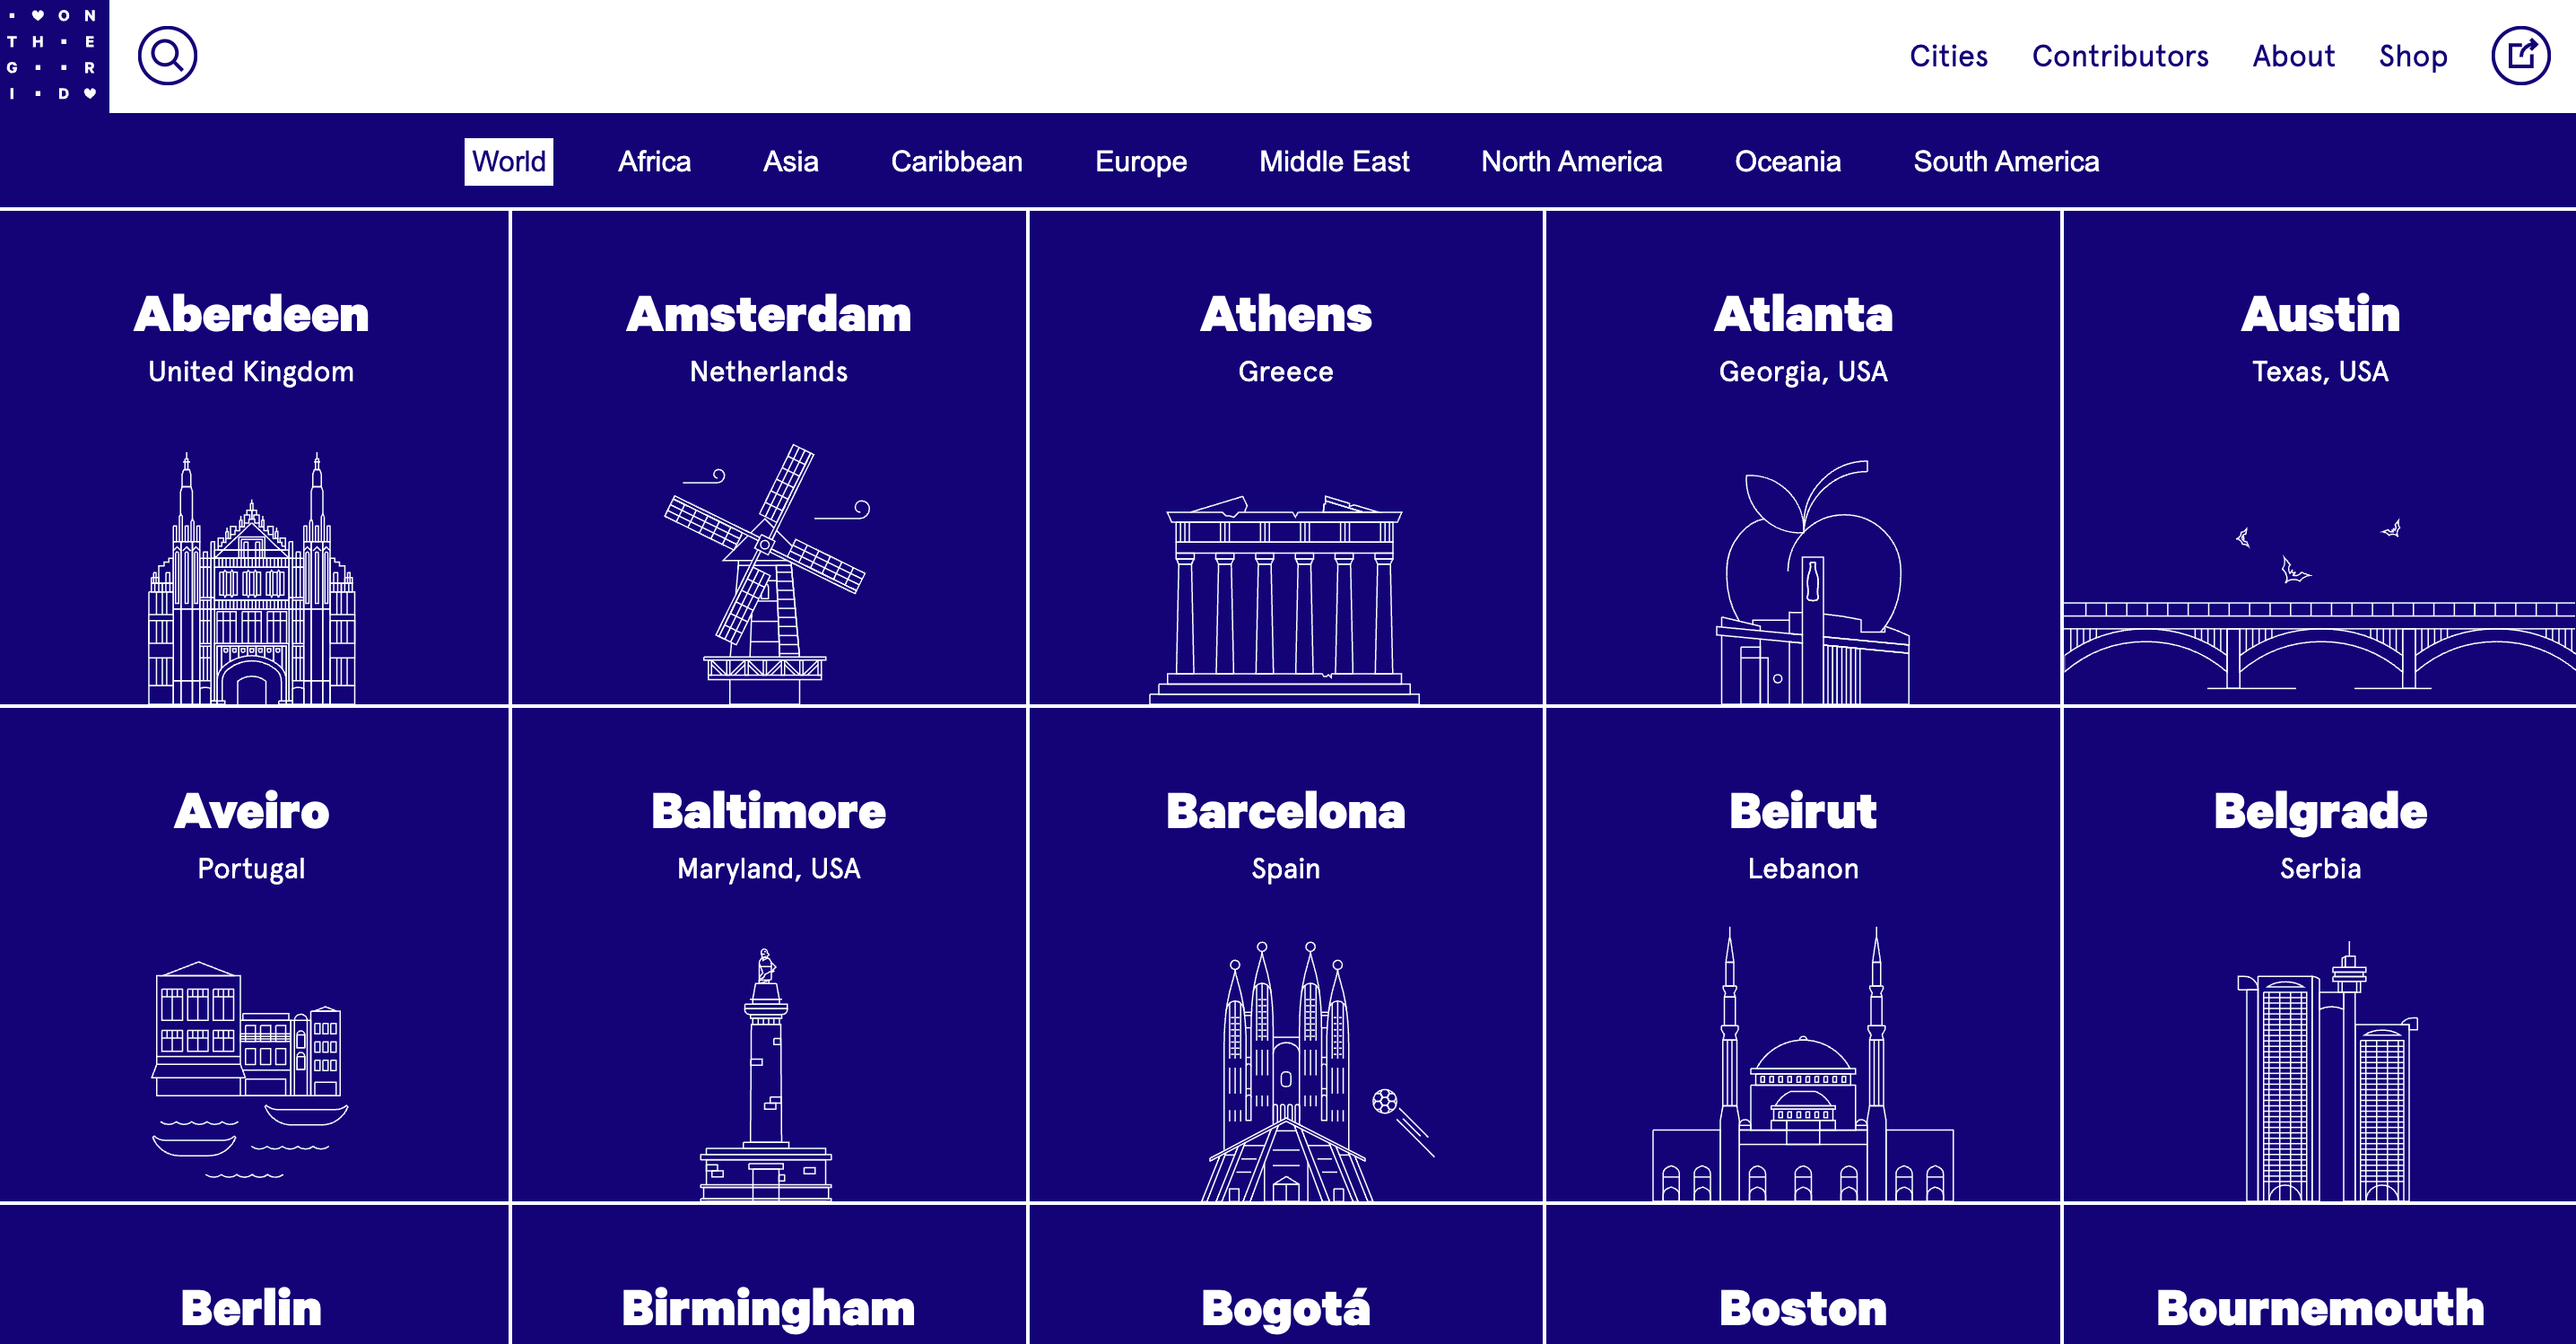 ♥ O N
T H E
G R
I D ♥
Cities Contributors About Shop
World Africa Asia Caribbean Europe Middle East North America Oceania South America
Aberdeen Amsterdam Athens Atlanta Austin
United Kingdom Netherlands Greece Georgia, USA Texas, USA
Aveiro Baltimore Barcelona Beirut Belgrade
Portugal Maryland, USA Spain Lebanon Serbia
Berlin Birmingham Bogotá Boston Bournemouth